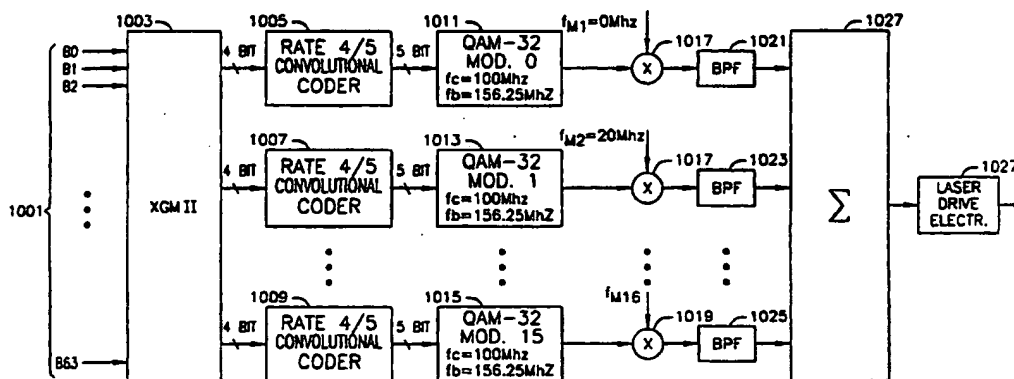 1003 1005 1011 fM1=0Mhz 1027
B0
B1
B2
4 BIT
RATE 4/5
CONVOLUTIONAL
CODER
5 BIT
QAM-32
MOD. 0
fc=100Mhz
fb=156.25MhZ
X
1017
1021
BPF
1007 1013 fM2=20Mhz
1001
XGMII
4 BIT
RATE 4/5
CONVOLUTIONAL
CODER
5 BIT
QAM-32
MOD. 1
fc=100Mhz
fb=156.25MhZ
X
1017
1023
BPF
Σ
1027
LASER
DRIVE
ELECTR.
1009 1015 fM16
B63
4 BIT
RATE 4/5
CONVOLUTIONAL
CODER
5 BIT
QAM-32
MOD. 15
fc=100Mhz
fb=156.25MhZ
X
1019
1025
BPF